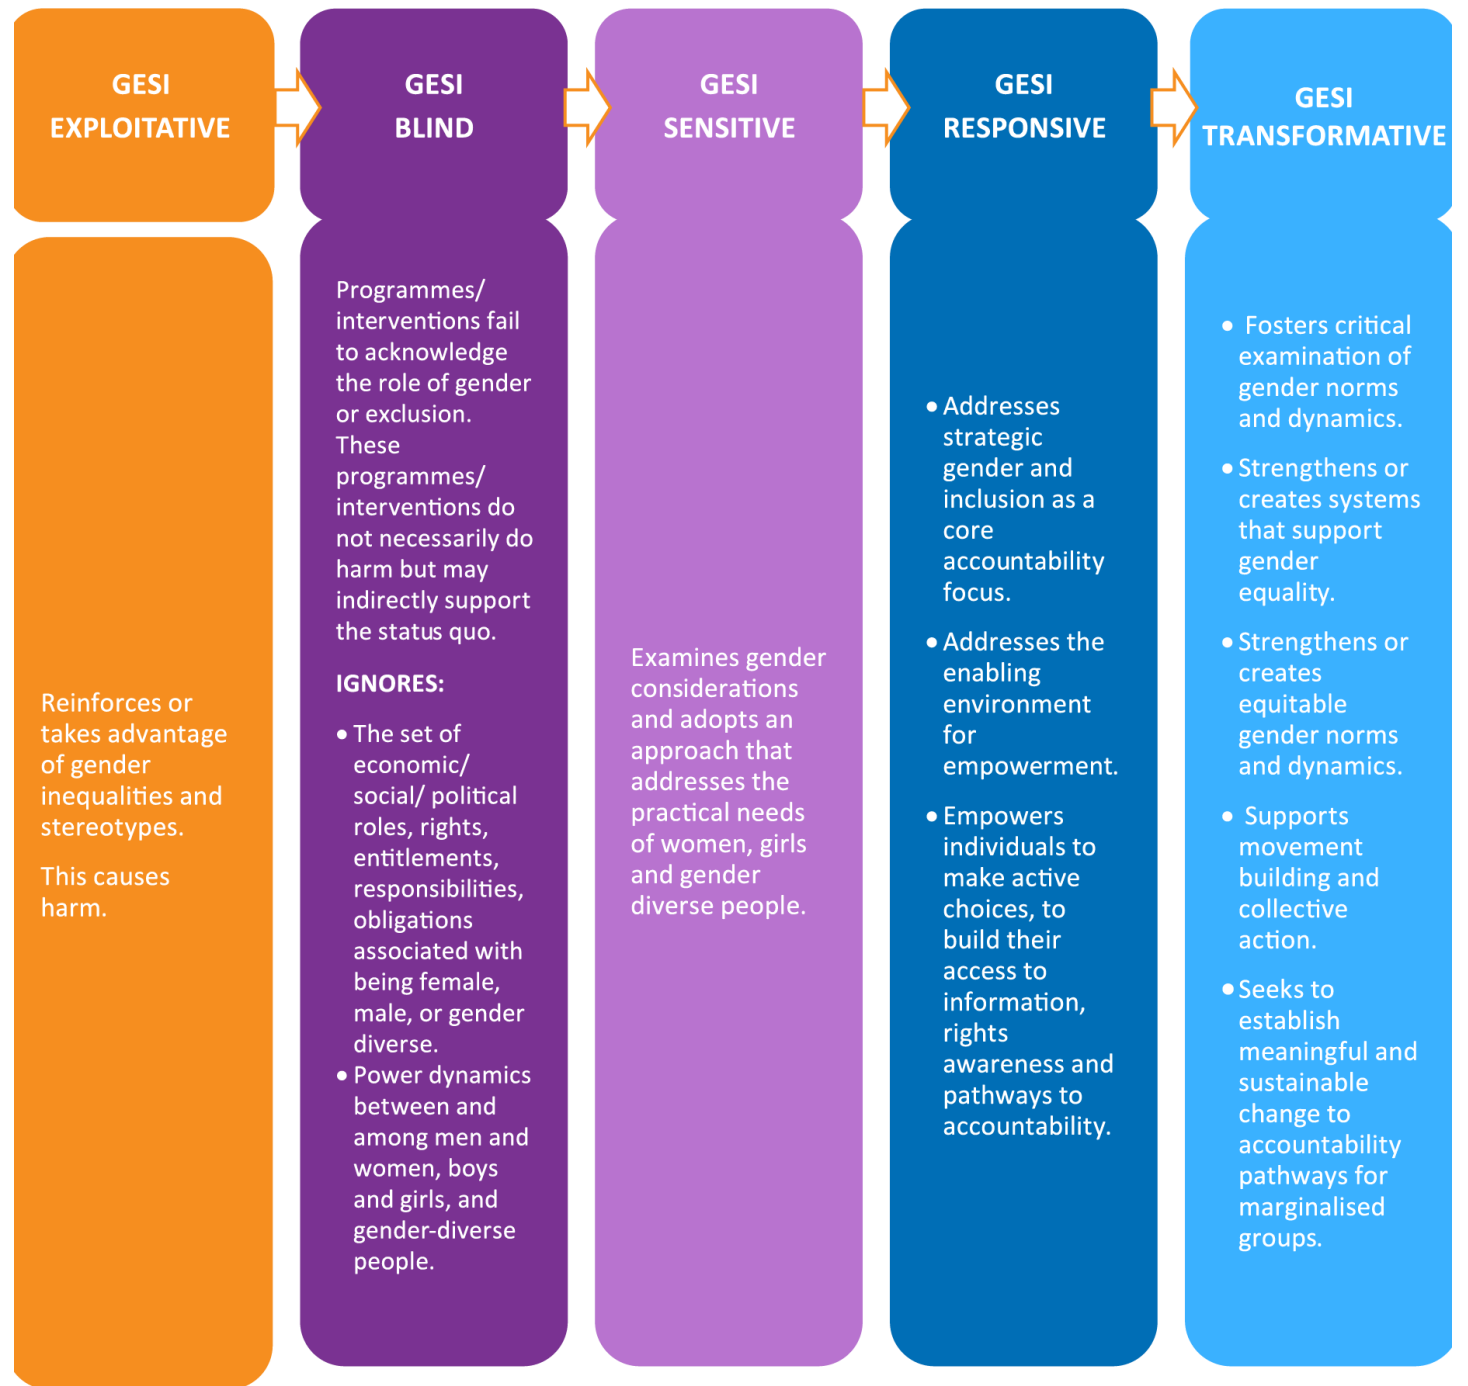 GESI
EXPLOITATIVE
GESI
BLIND
GESI
SENSITIVE
GESI
RESPONSIVE
GESI
TRANSFORMATIVE
Reinforces or
takes advantage
of gender
inequalities and
stereotypes.
This causes
harm.
Programmes/
interventions fail
to acknowledge
the role of gender
or exclusion.
These
programmes/
interventions do
not necessarily do
harm but may
indirectly support
the status quo.
IGNORES:
• The set of
economic/
social/ political
roles, rights,
entitlements,
responsibilities,
obligations
associated with
being female,
male, or gender
diverse.
• Power dynamics
between and
among men and
women, boys
and girls, and
gender-diverse
people.
Examines gender
considerations
and adopts an
approach that
addresses the
practical needs
of women, girls
and gender
diverse people.
• Addresses
strategic
gender and
inclusion as a
core
accountability
focus.
• Addresses the
enabling
environment
for
empowerment.
• Empowers
individuals to
make active
choices, to
build their
access to
information,
rights
awareness and
pathways to
accountability.
• Fosters critical
examination of
gender norms
and dynamics.
• Strengthens or
creates systems
that support
gender
equality.
• Strengthens or
creates
equitable
gender norms
and dynamics.
• Supports
movement
building and
collective
action.
• Seeks to
establish
meaningful and
sustainable
change to
accountability
pathways for
marginalised
groups.